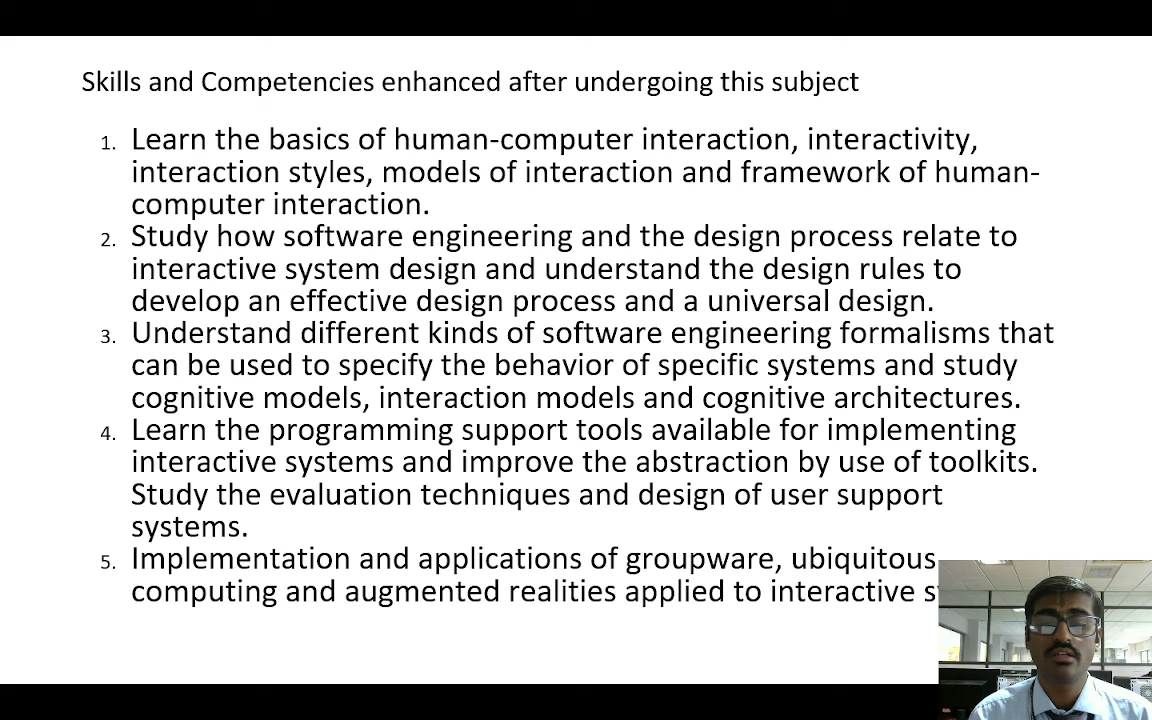 Skills and Competencies enhanced after undergoing this subject
1. Learn the basics of human-computer interaction, interactivity,
interaction styles, models of interaction and framework of human-
computer interaction.
2. Study how software engineering and the design process relate to
interactive system design and understand the design rules to
develop an effective design process and a universal design.
3. Understand different kinds of software engineering formalisms that
can be used to specify the behavior of specific systems and study
cognitive models, interaction models and cognitive architectures.
4. Learn the programming support tools available for implementing
interactive systems and improve the abstraction by use of toolkits.
Study the evaluation techniques and design of user support
systems.
5. Implementation and applications of groupware, ubiquitous
computing and augmented realities applied to interactive